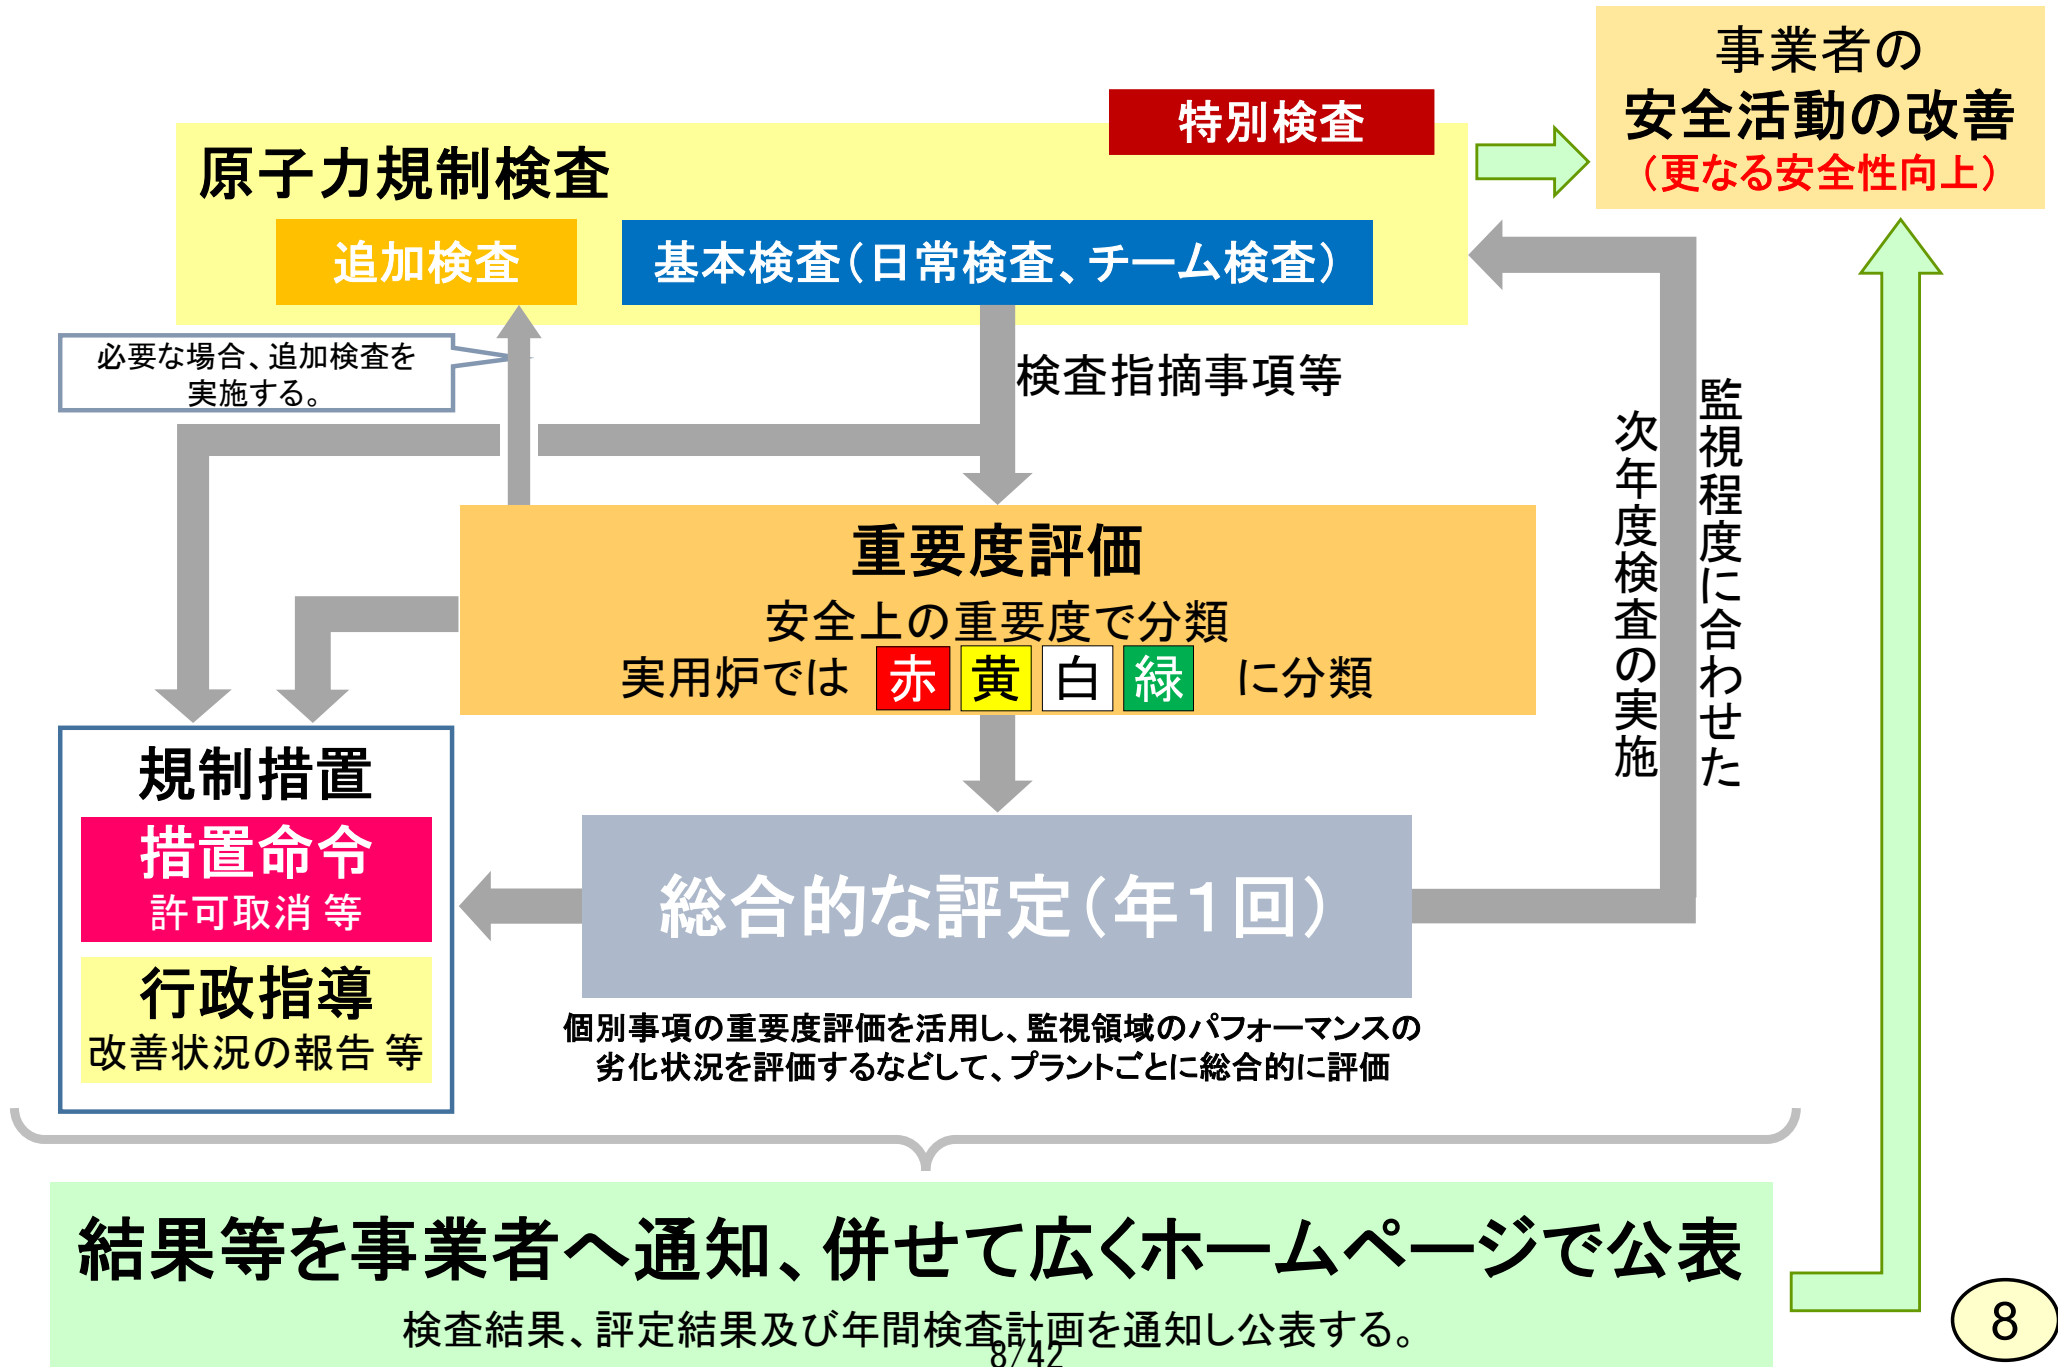 事業者の
安全活動の改善
（更なる安全性向上）
特別検査
原子力規制検査
追加検査
基本検査（日常検査、チーム検査）
必要な場合、追加検査を
実施する。
検査指摘事項等
監視程度に合わせた
次年度検査の実施
重要度評価
安全上の重要度で分類
実用炉では 赤 黄 白 緑 に分類
規制措置
措置命令
許可取消 等
行政指導
改善状況の報告 等
総合的な評定（年１回）
個別事項の重要度評価を活用し、監視領域のパフォーマンスの
劣化状況を評価するなどして、プラントごとに総合的に評価
結果等を事業者へ通知、併せて広くホームページで公表
検査結果、評定結果及び年間検査計画を通知し公表する。
8/42
8